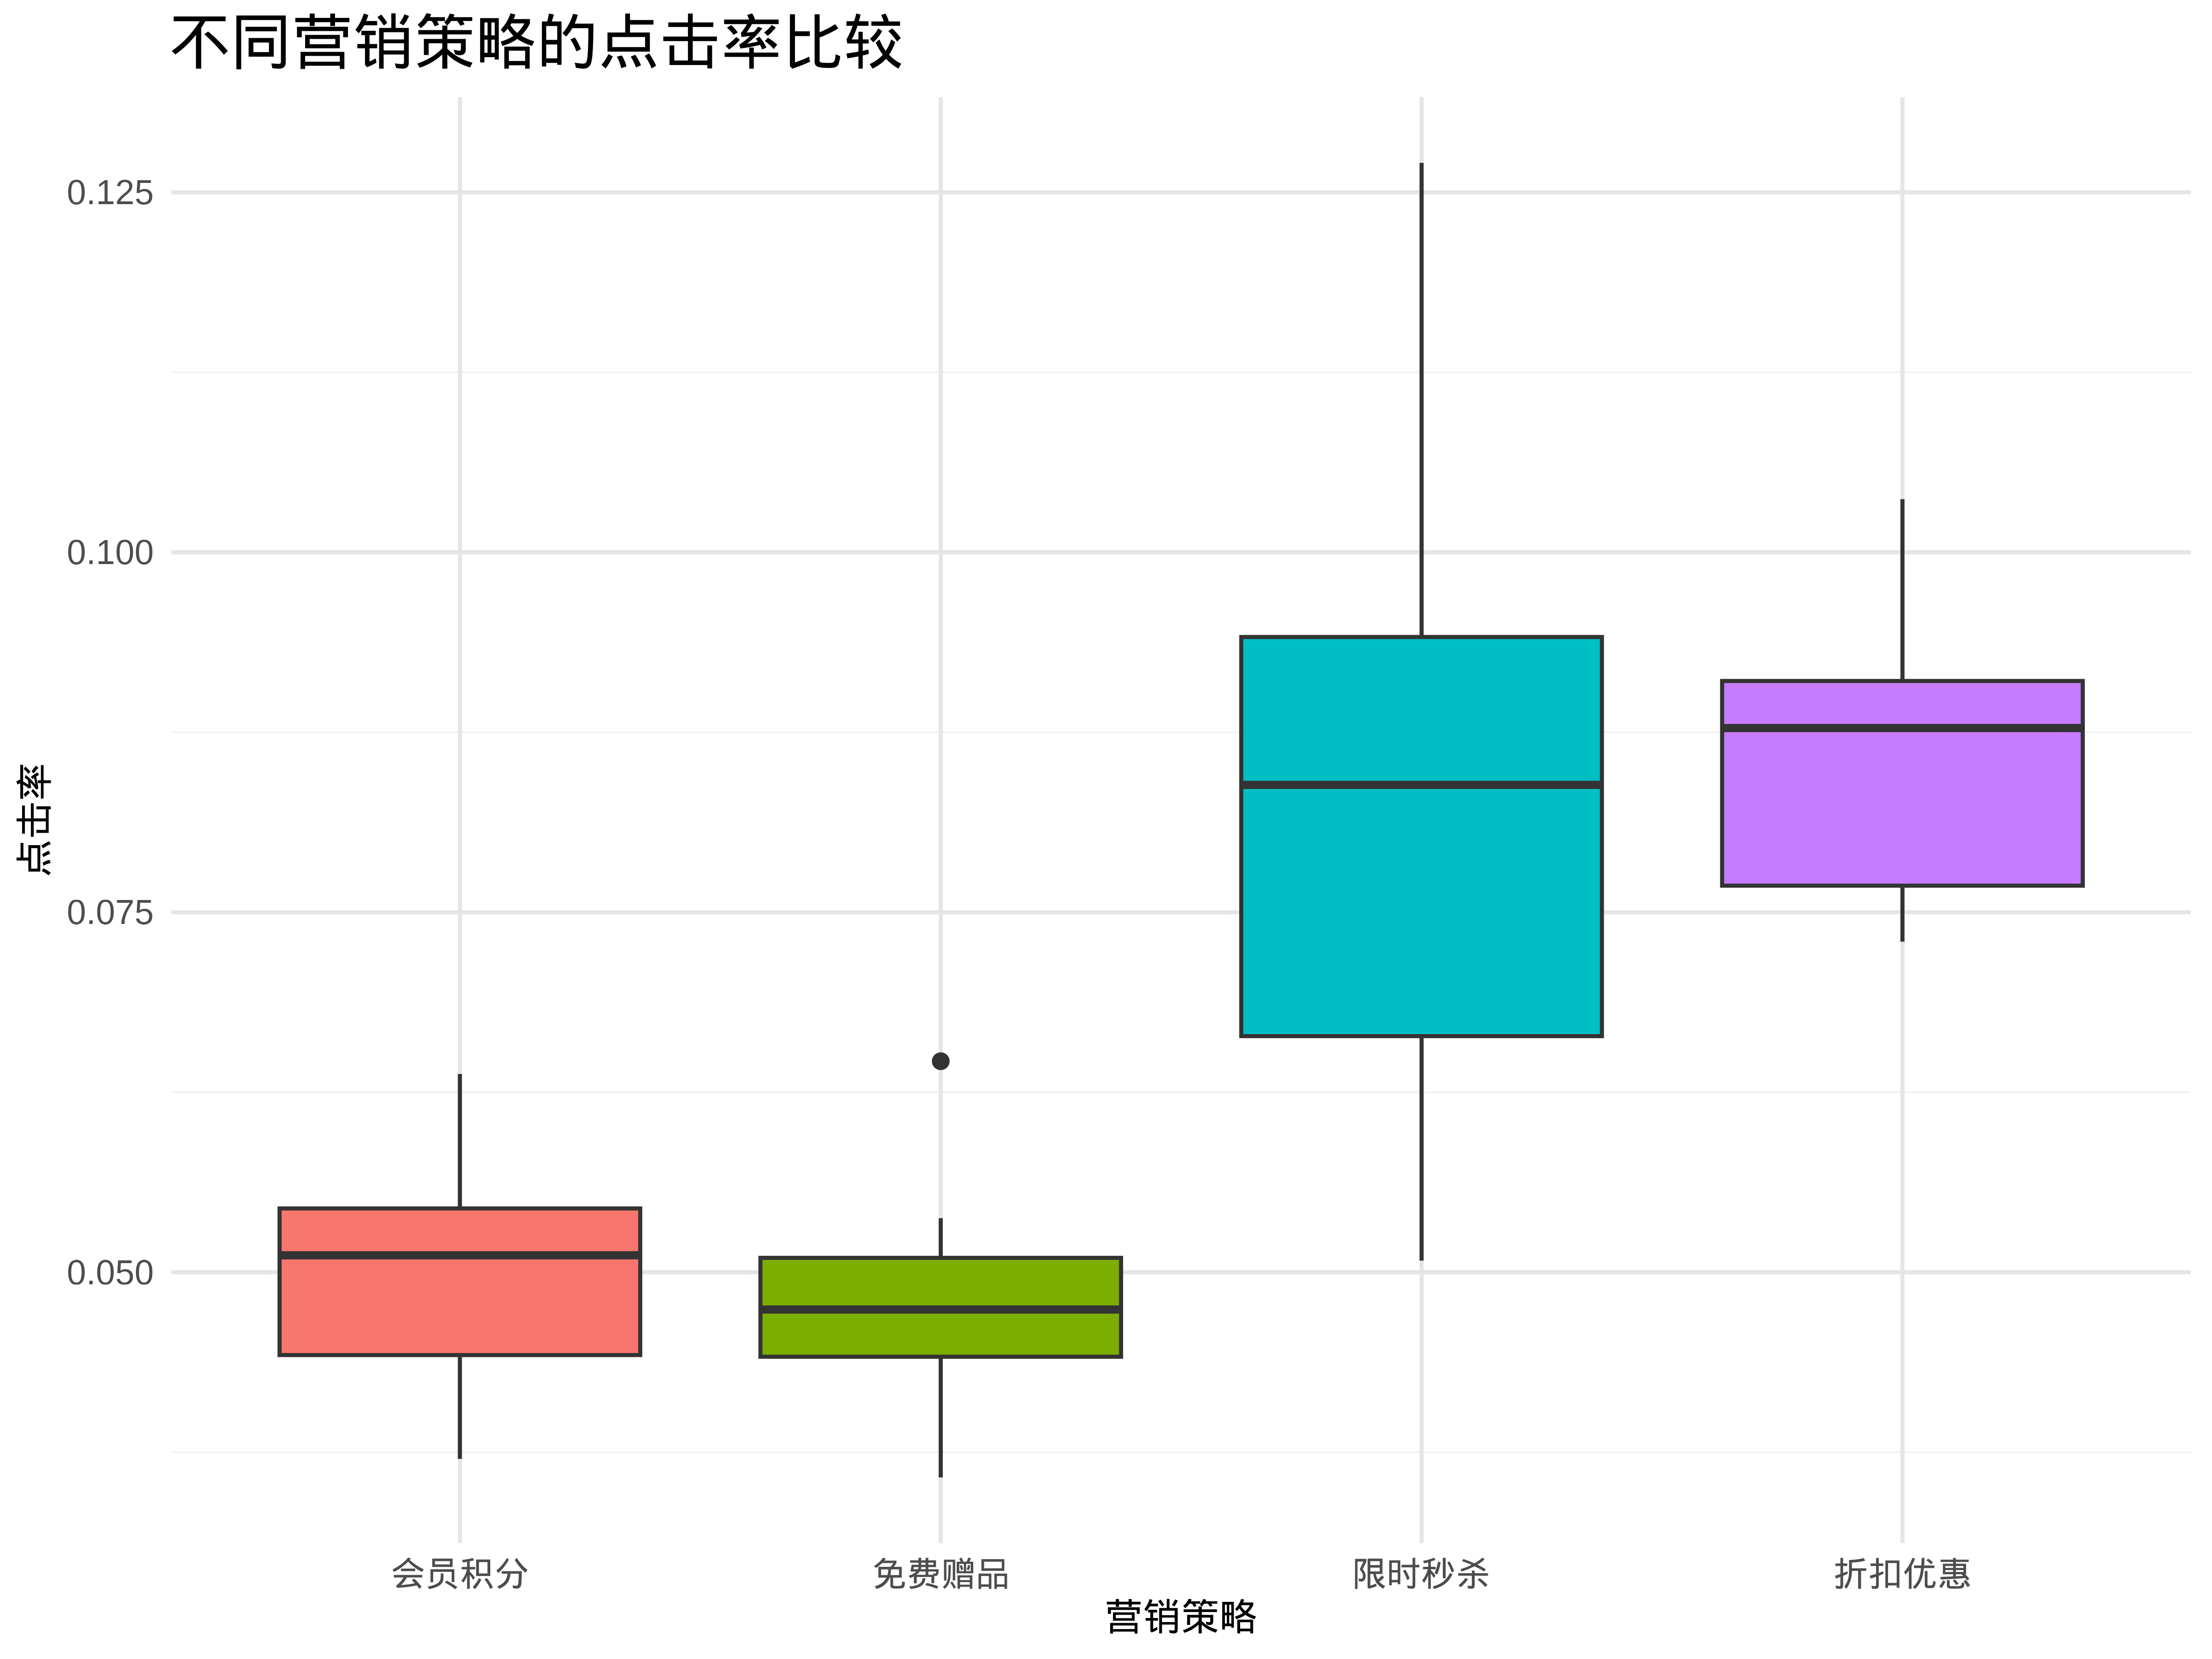 不同营销策略的点击率比较
0.125
0.100
0.075
0.050
点击率
会员积分
免费赠品
限时秒杀
折扣优惠
营销策略